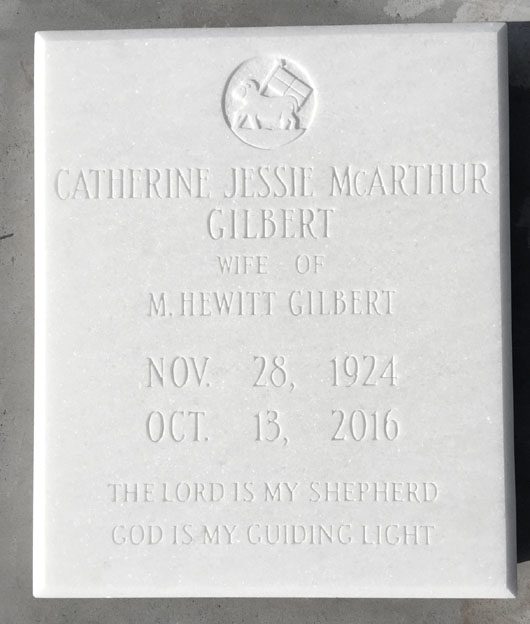 CATHERINE JESSIE McARTHUR
GILBERT
WIFE OF
M. HEWITT GILBERT
NOV. 28, 1924
OCT. 13, 2016
THE LORD IS MY SHEPHERD
GOD IS MY GUIDING LIGHT